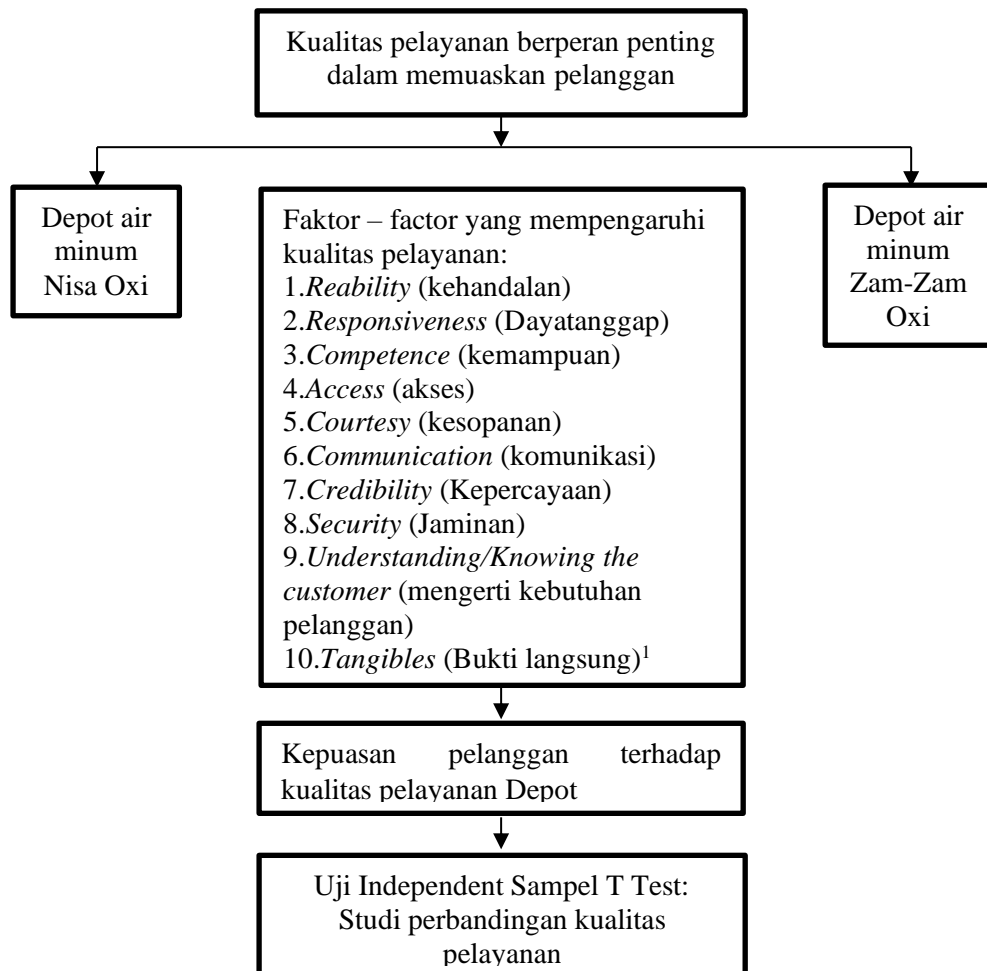 Kualitas pelayanan berperan penting
dalam memuaskan pelanggan
Depot air
minum
Nisa Oxi
Faktor – factor yang mempengaruhi
kualitas pelayanan:
1.Reability (kehandalan)
2.Responsiveness (Dayatanggap)
3.Competence (kemampuan)
4.Access (akses)
5.Courtesy (kesopanan)
6.Communication (komunikasi)
7.Credibility (Kepercayaan)
8.Security (Jaminan)
9.Understanding/Knowing the
customer (mengerti kebutuhan
pelanggan)
10.Tangibles (Bukti langsung)¹
Depot air
minum
Zam-Zam
Oxi
Kepuasan pelanggan terhadap
kualitas pelayanan Depot
Uji Independent Sampel T Test:
Studi perbandingan kualitas
pelayanan